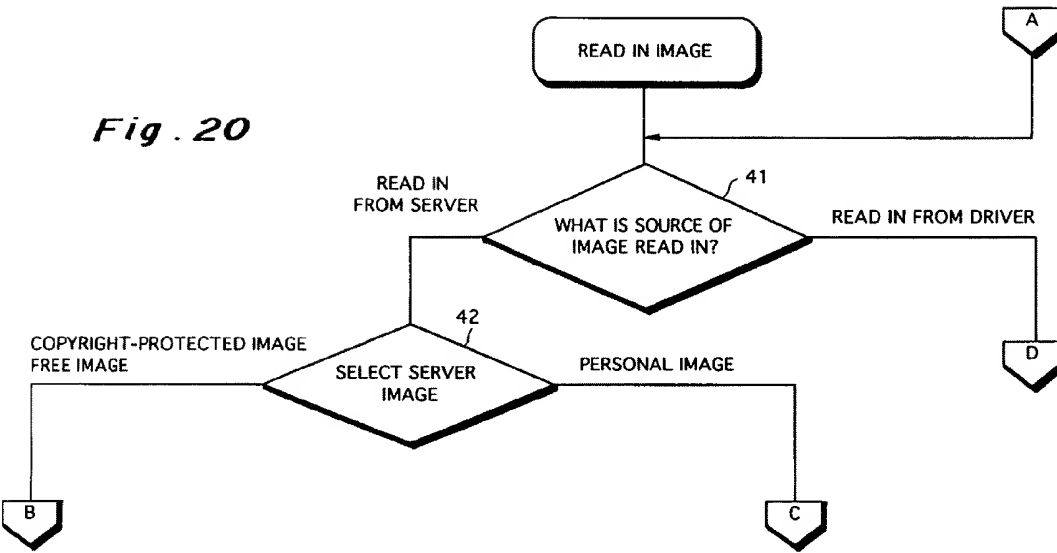 READ IN IMAGE
A
Fig. 20
41
READ IN
FROM SERVER
WHAT IS SOURCE OF
IMAGE READ IN?
READ IN FROM DRIVER
42
COPYRIGHT-PROTECTED IMAGE
FREE IMAGE
SELECT SERVER
IMAGE
PERSONAL IMAGE
D
B
C